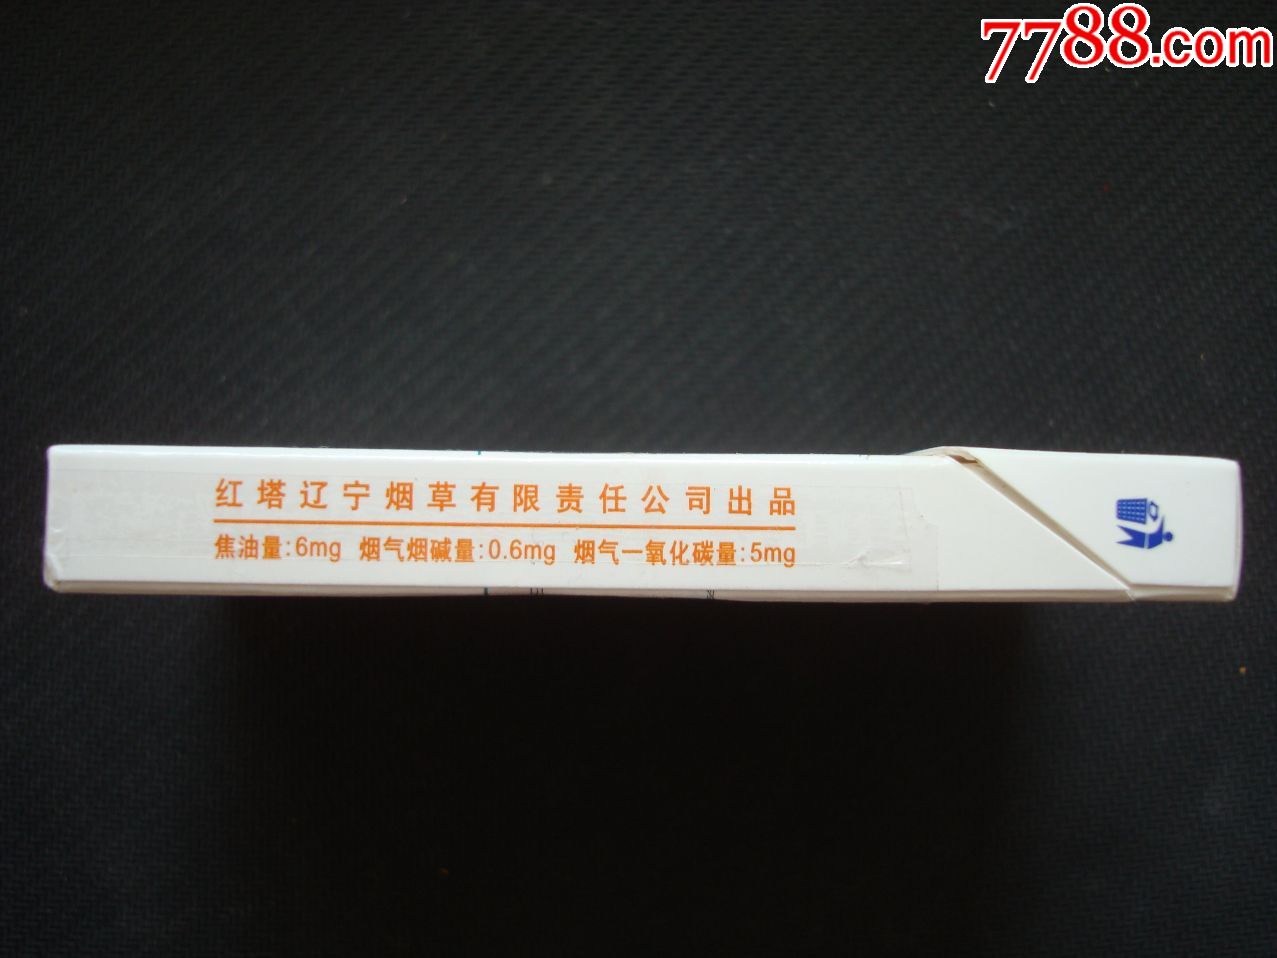 7788.com
红塔辽宁烟草有限责任公司出品
焦油量:6mg 烟气烟碱量:0.6mg 烟气一氧化碳量:5mg